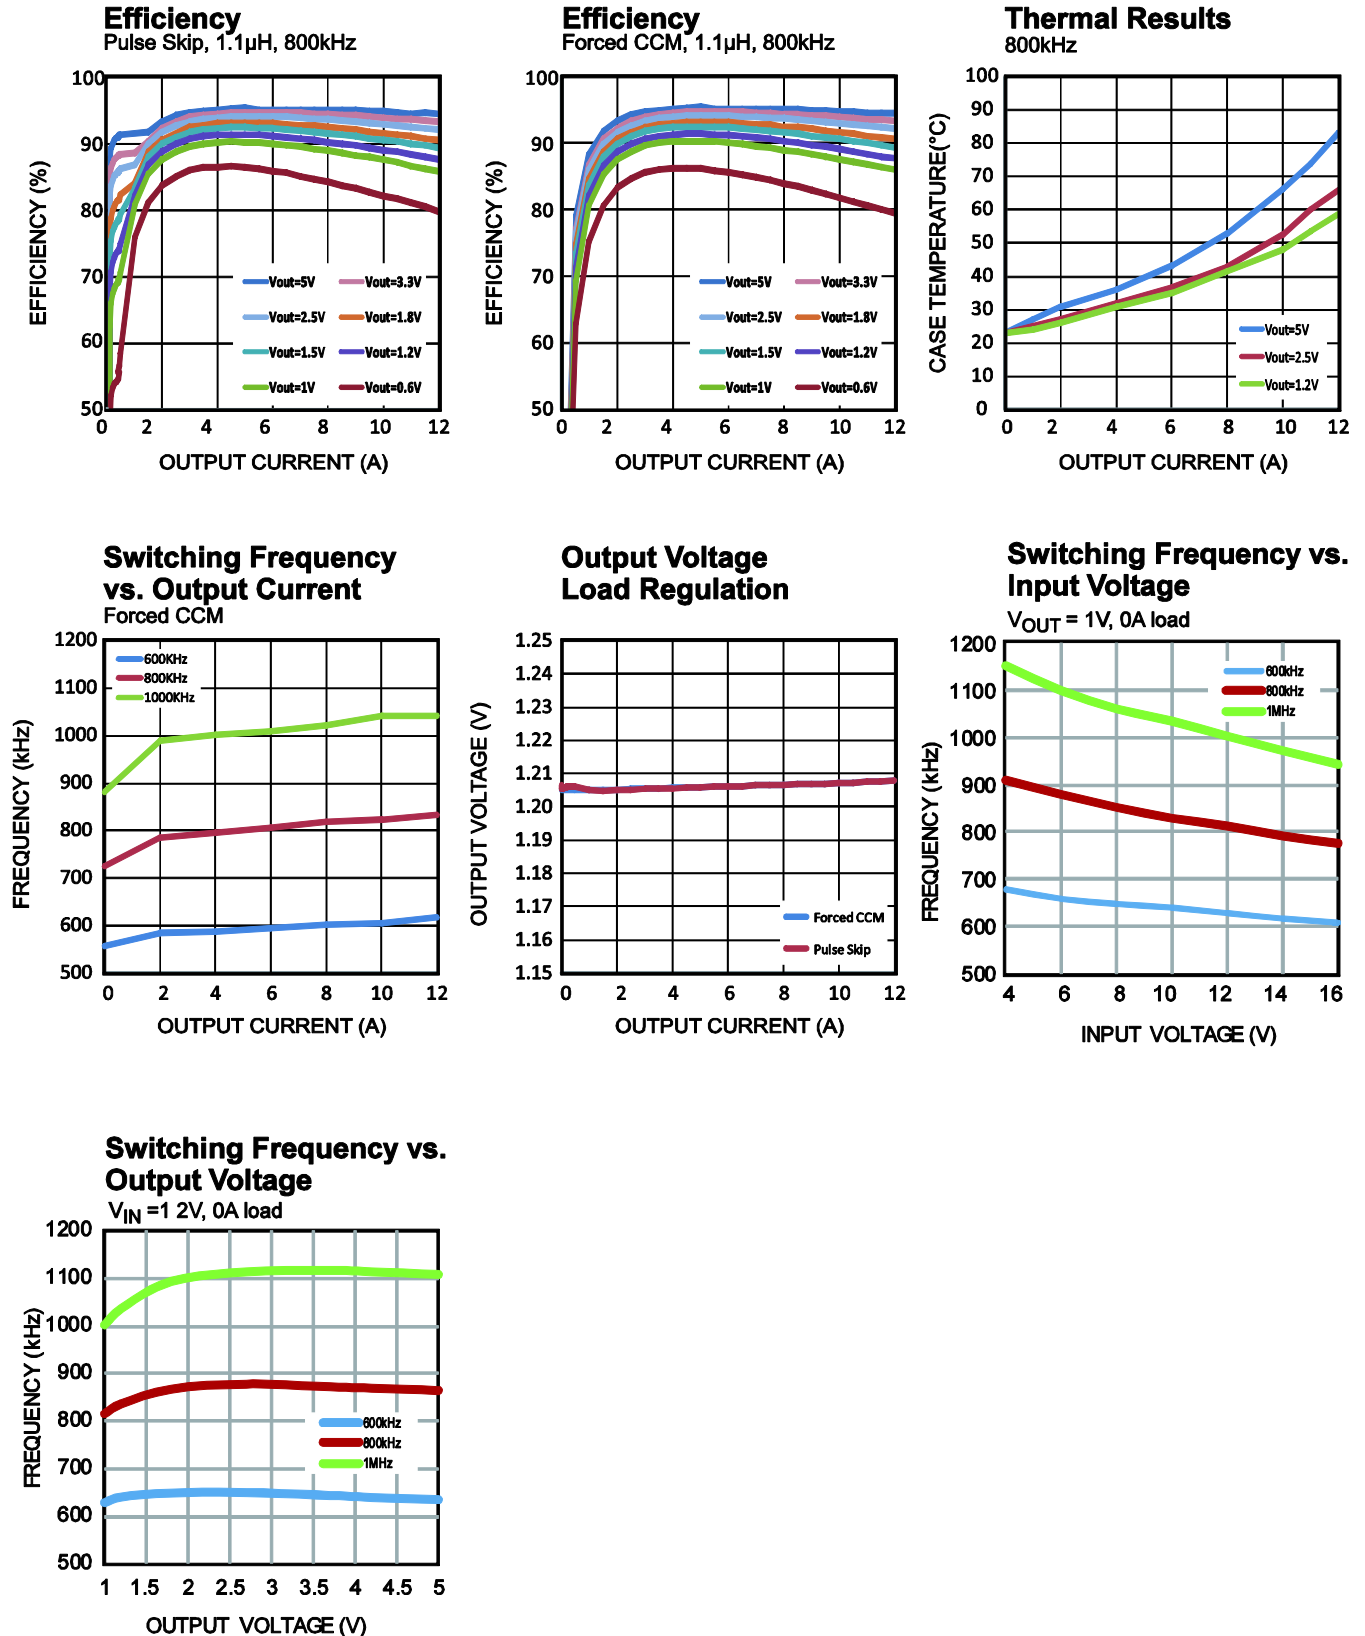 Efficiency
Pulse Skip, 1.1µH, 800kHz
100
90
80
70
60
50
EFFICIENCY (%)
Vout=5V
Vout=3.3V
Vout=2.5V
Vout=1.8V
Vout=1.5V
Vout=1.2V
Vout=1V
Vout=0.6V
0 2 4 6 8 10 12
OUTPUT CURRENT (A)
Efficiency
Forced CCM, 1.1µH, 800kHz
100
90
80
70
60
50
EFFICIENCY (%)
Vout=5V
Vout=3.3V
Vout=2.5V
Vout=1.8V
Vout=1.5V
Vout=1.2V
Vout=1V
Vout=0.6V
0 2 4 6 8 10 12
OUTPUT CURRENT (A)
Thermal Results
800kHz
100
90
80
70
60
50
40
30
20
10
0
CASE TEMPERATURE(°C)
Vout=5V
Vout=2.5V
Vout=1.2V
0 2 4 6 8 10 12
OUTPUT CURRENT (A)
Switching Frequency
vs. Output Current
Forced CCM
1200
1100
1000
900
800
700
600
500
FREQUENCY (kHz)
600KHz
800KHz
1000KHz
0 2 4 6 8 10 12
OUTPUT CURRENT (A)
Output Voltage
Load Regulation
1.25
1.24
1.23
1.22
1.21
1.20
1.19
1.18
1.17
1.16
1.15
OUTPUT VOLTAGE (V)
Forced CCM
Pulse Skip
0 2 4 6 8 10 12
OUTPUT CURRENT (A)
Switching Frequency vs.
Input Voltage
VOUT = 1V, 0A load
1200
1100
1000
900
800
700
600
500
FREQUENCY (kHz)
600kHz
800kHz
1MHz
4 6 8 10 12 14 16
INPUT VOLTAGE (V)
Switching Frequency vs.
Output Voltage
VIN =1 2V, 0A load
1200
1100
1000
900
800
700
600
500
FREQUENCY (kHz)
600kHz
800kHz
1MHz
1 1.5 2 2.5 3 3.5 4 4.5 5
OUTPUT VOLTAGE (V)